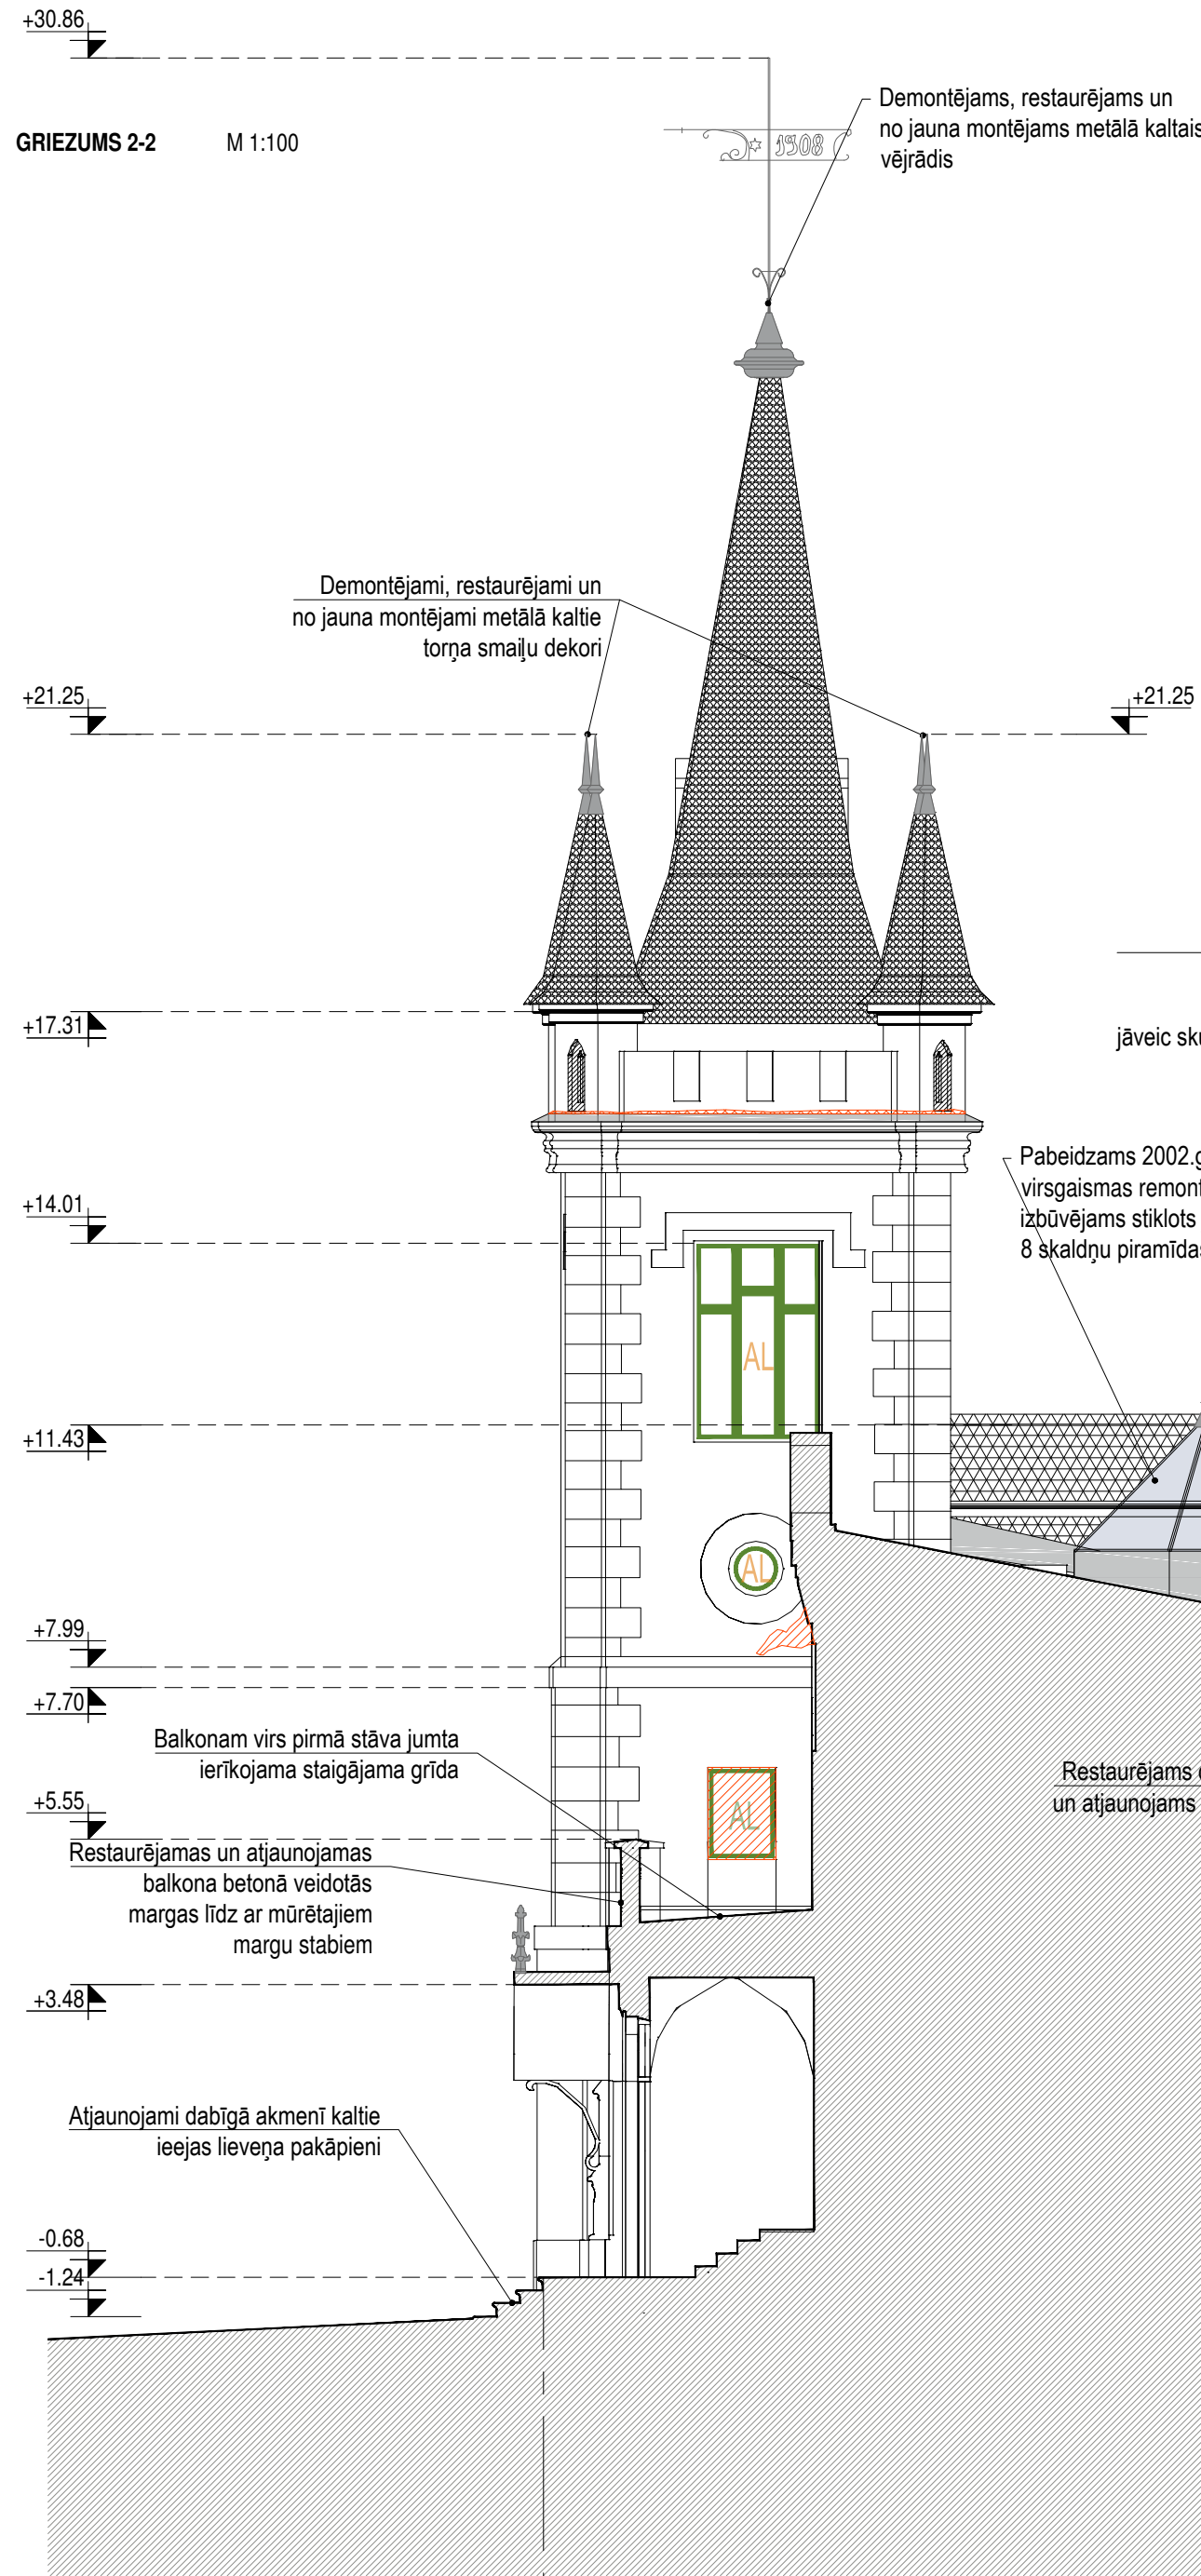 +30.86
GRIEZUMS 2-2 M 1:100
Demontējams, restaurējams un
no jauna montējams metālā kaltais
vējrādis
1908
Demontējami, restaurējami un
no jauna montējami metālā kaltie
torņa smaiļu dekori
+21.25
+21.25
+17.31
jāveic
Pabeidzams 2002.g
virsgaismas
izbūvējams stiklots
8 skaldņu
+14.01
AL
+11.43
AL
+7.99
+7.70
Balkonam virs pirmā stāva jumta
ierīkojama staigājama grīda
Restaurējams
un atjaunojams
+5.55
AL
Restaurējamas un atjaunojamas
balkona betonā veidotās
margas līdz ar mūrētajiem
margu stabiem
+3.48
Atjaunojami dabīgā akmenī kaltie
ieejas lieveņa pakāpieni
-0.68
-1.24